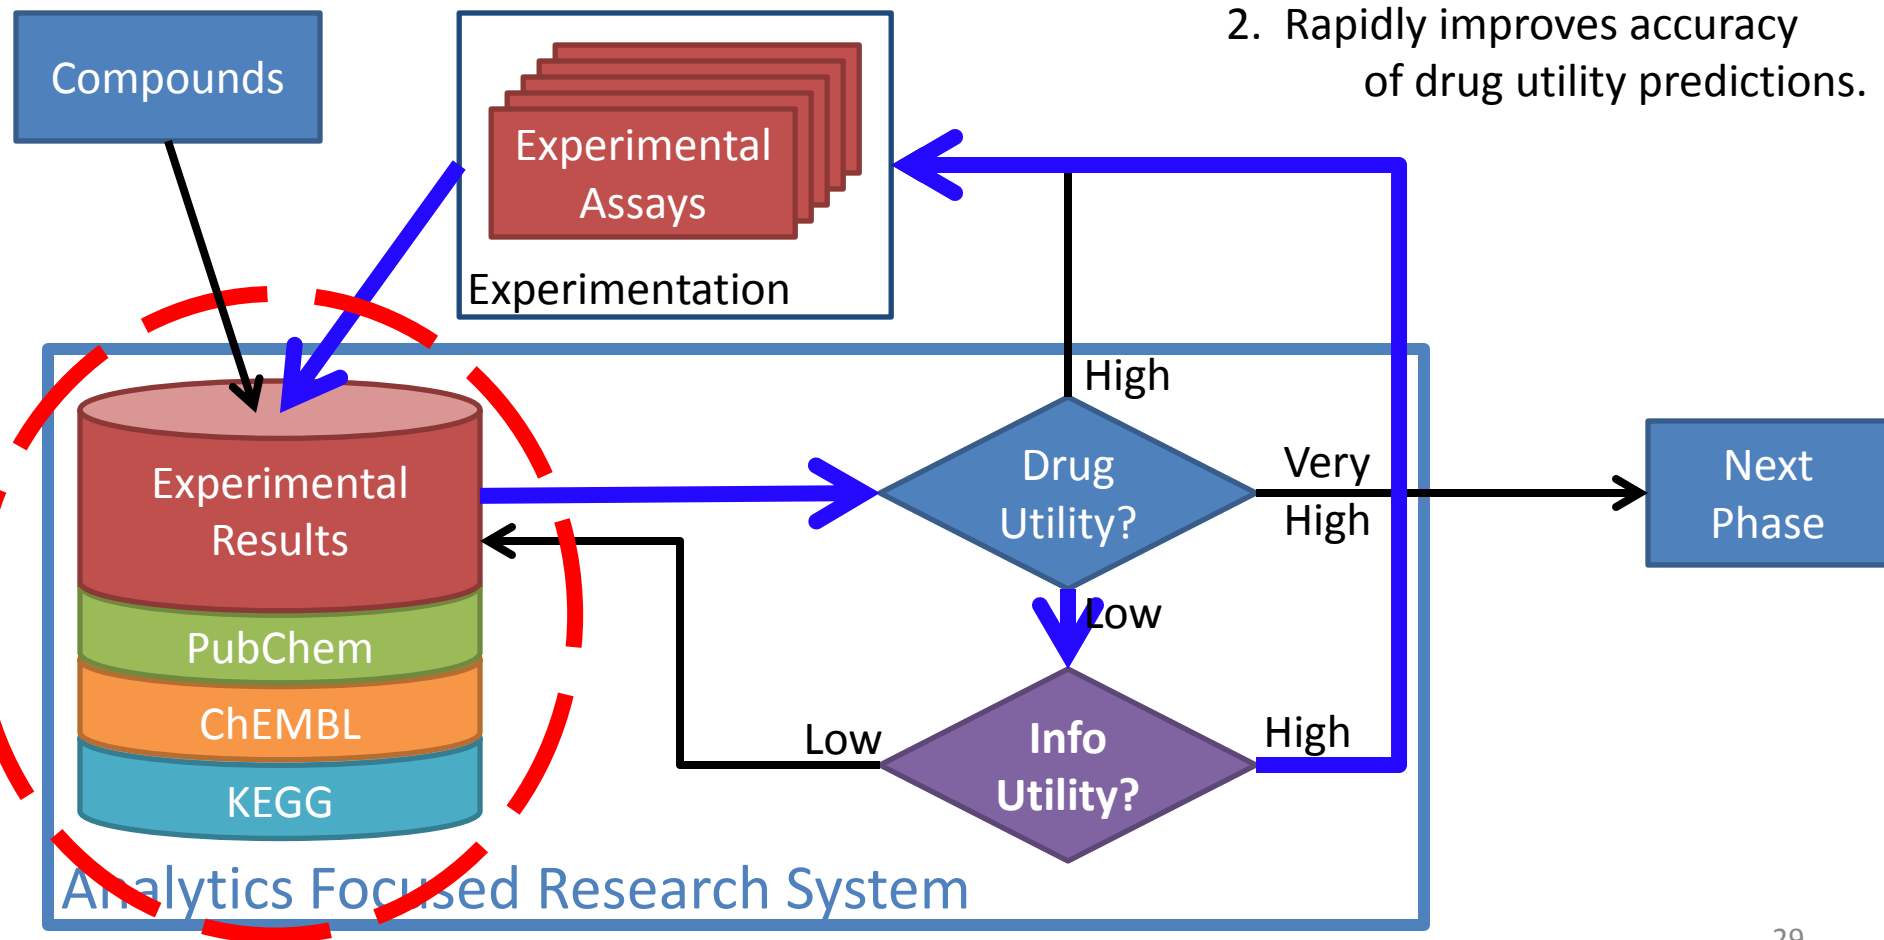 2. Rapidly improves accuracy
of drug utility predictions.
Compounds
Experimental
Assays
Experimentation
High
Experimental
Results
Drug
Utility?
Very
High
Next
Phase
Low
PubChem
ChEMBL
KEGG
Low
Info
Utility?
High
Analytics Focused Research System
29